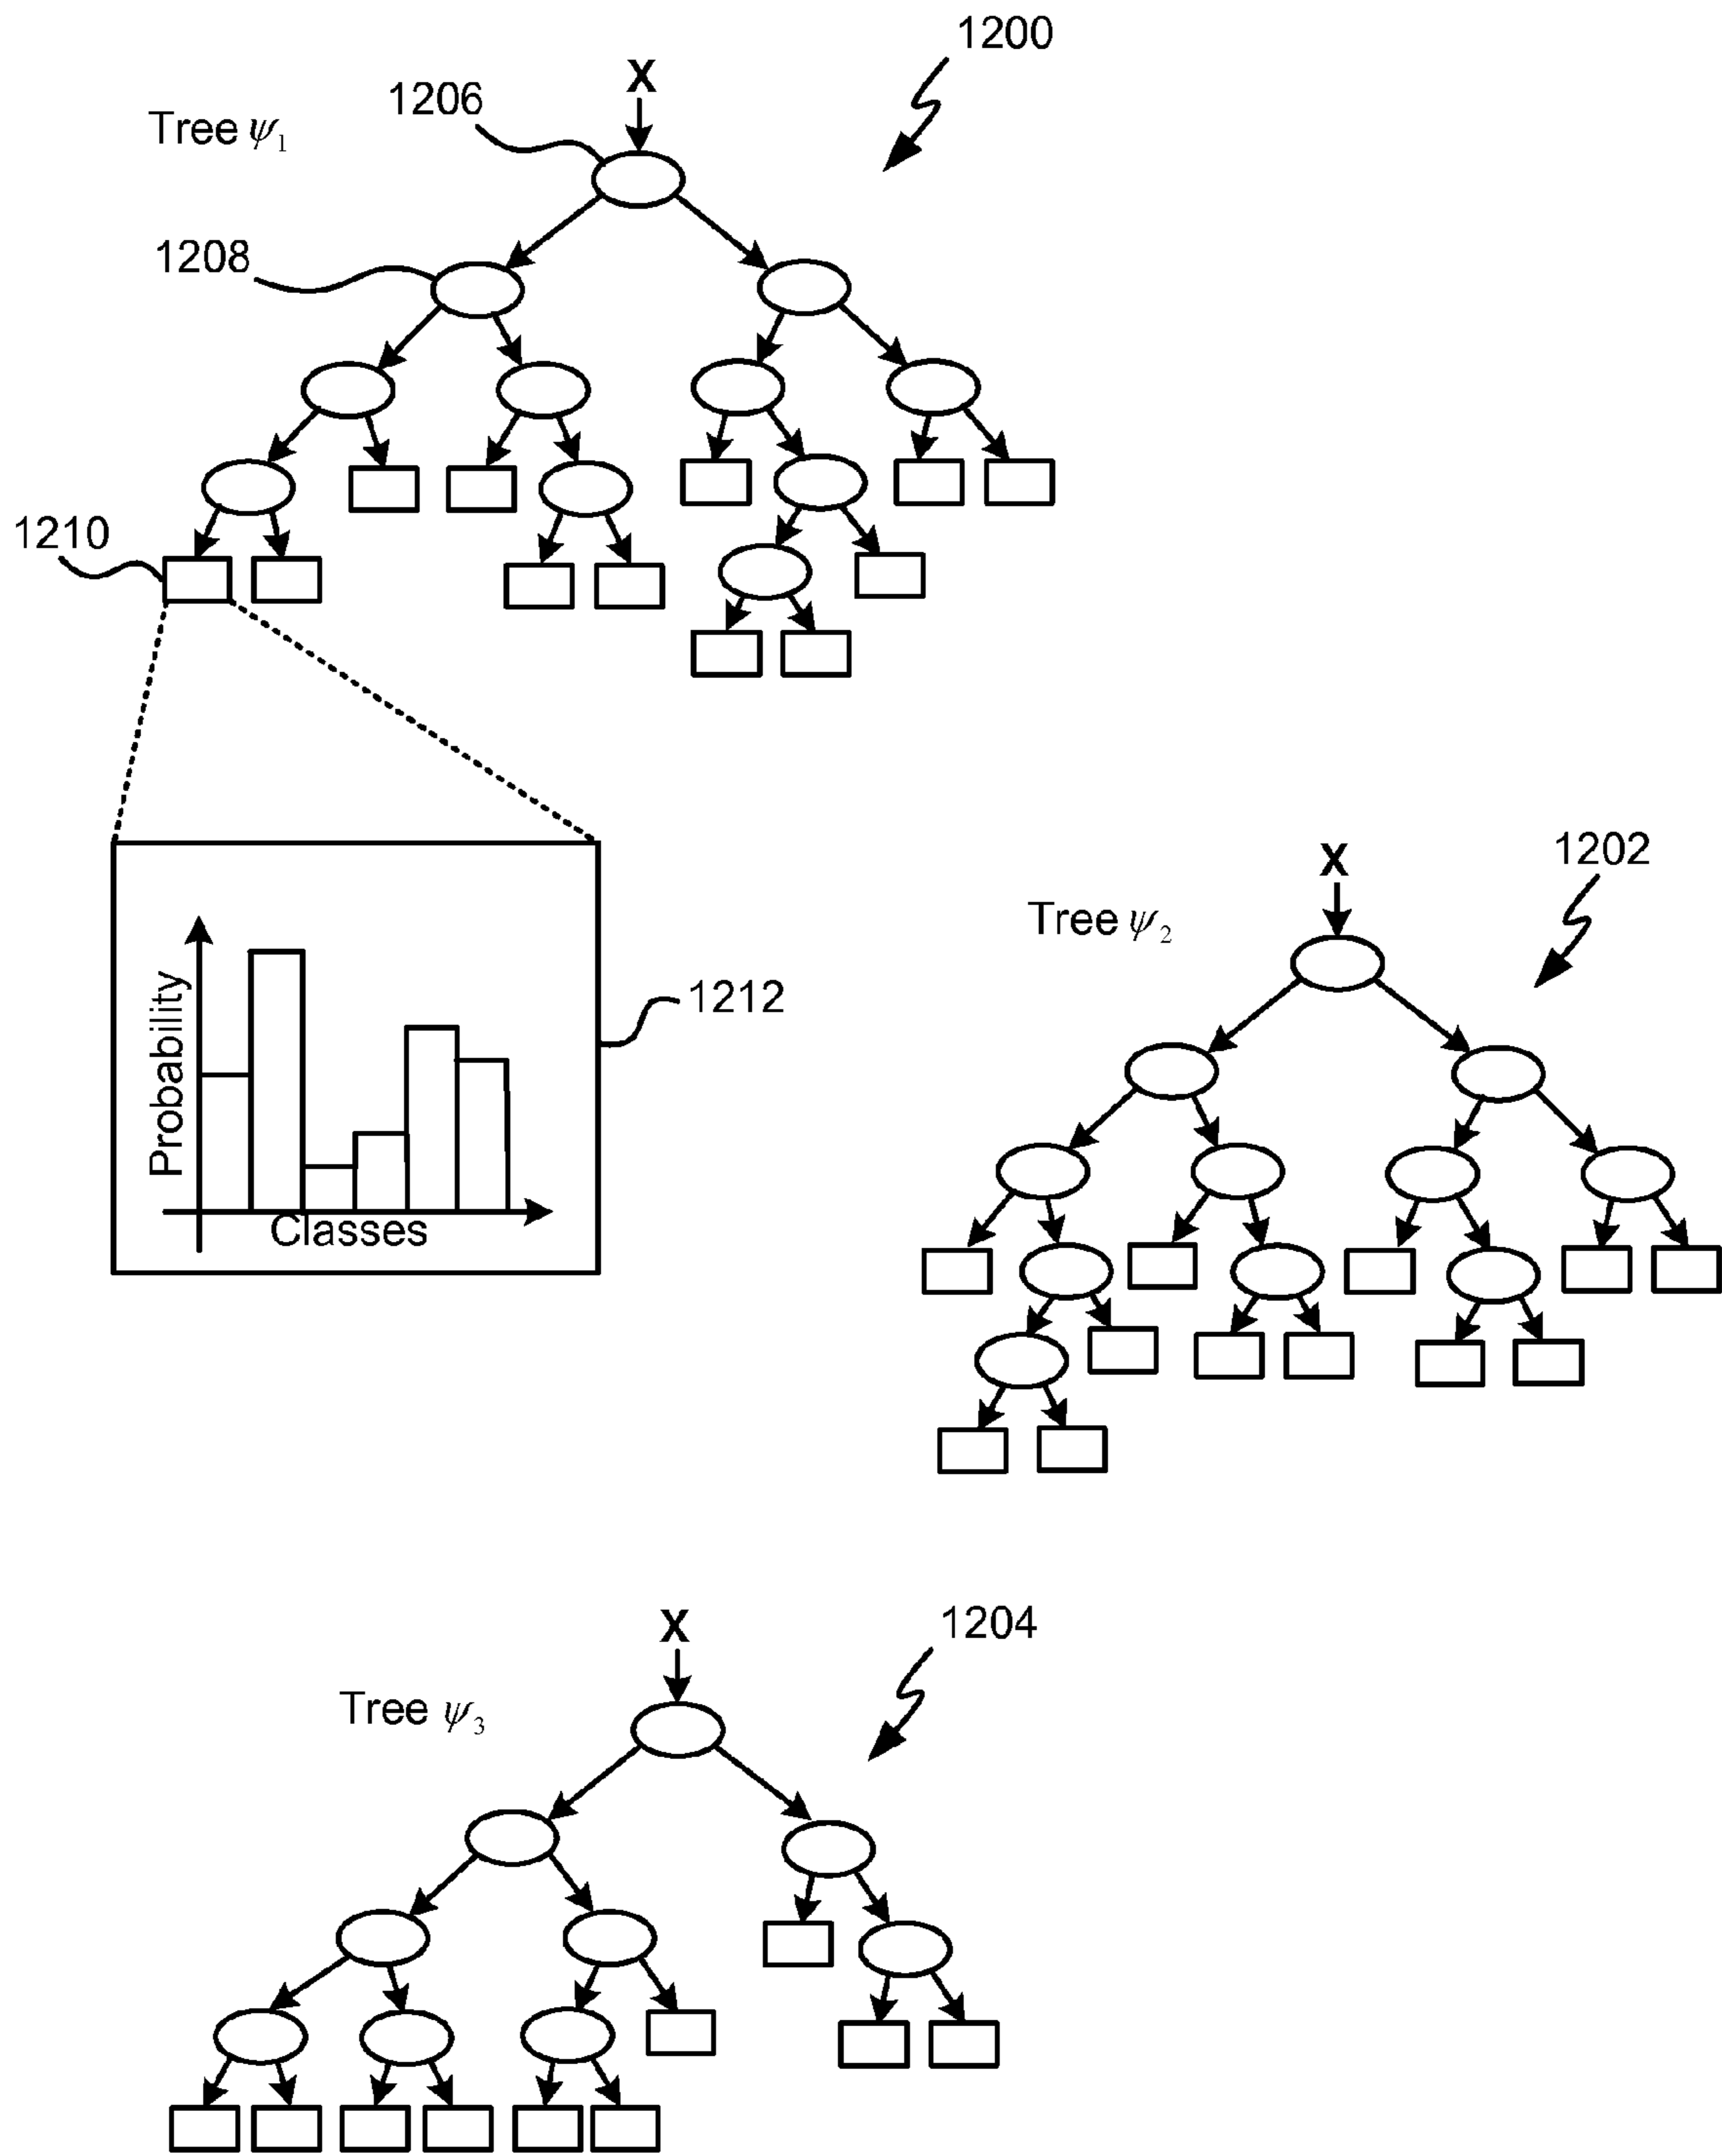 1200
X
1206
Tree ψ₁
1208
1210
1202
X
Tree ψ₂
1212
Probability
Classes
1204
X
Tree ψ₃